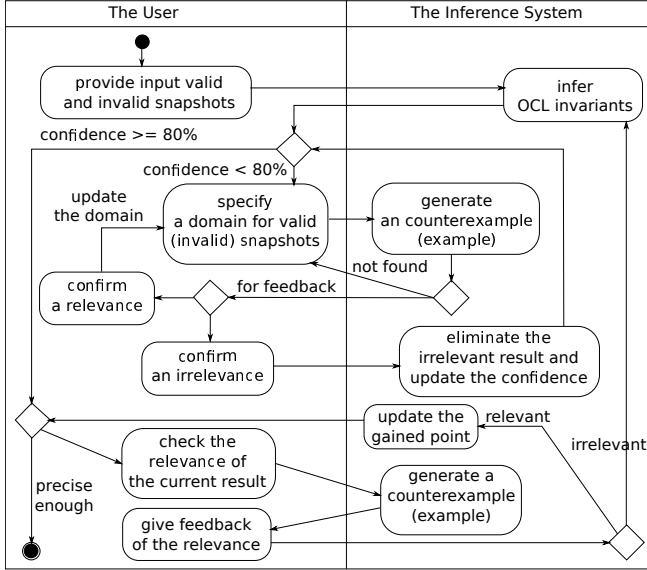 The User
The Inference System
provide input valid
and invalid snapshots
infer
OCL invariants
confidence >= 80%
confidence < 80%
update
the domain
specify
a domain for valid
(invalid) snapshots
generate
an counterexample
(example)
not found
for feedback
confirm
a relevance
confirm
an irrelevance
eliminate the
irrelevant result and
update the confidence
update the
gained point
relevant
irrelevant
check the
relevance of
the current result
generate a
counterexample
(example)
precise
enough
give feedback
of the relevance